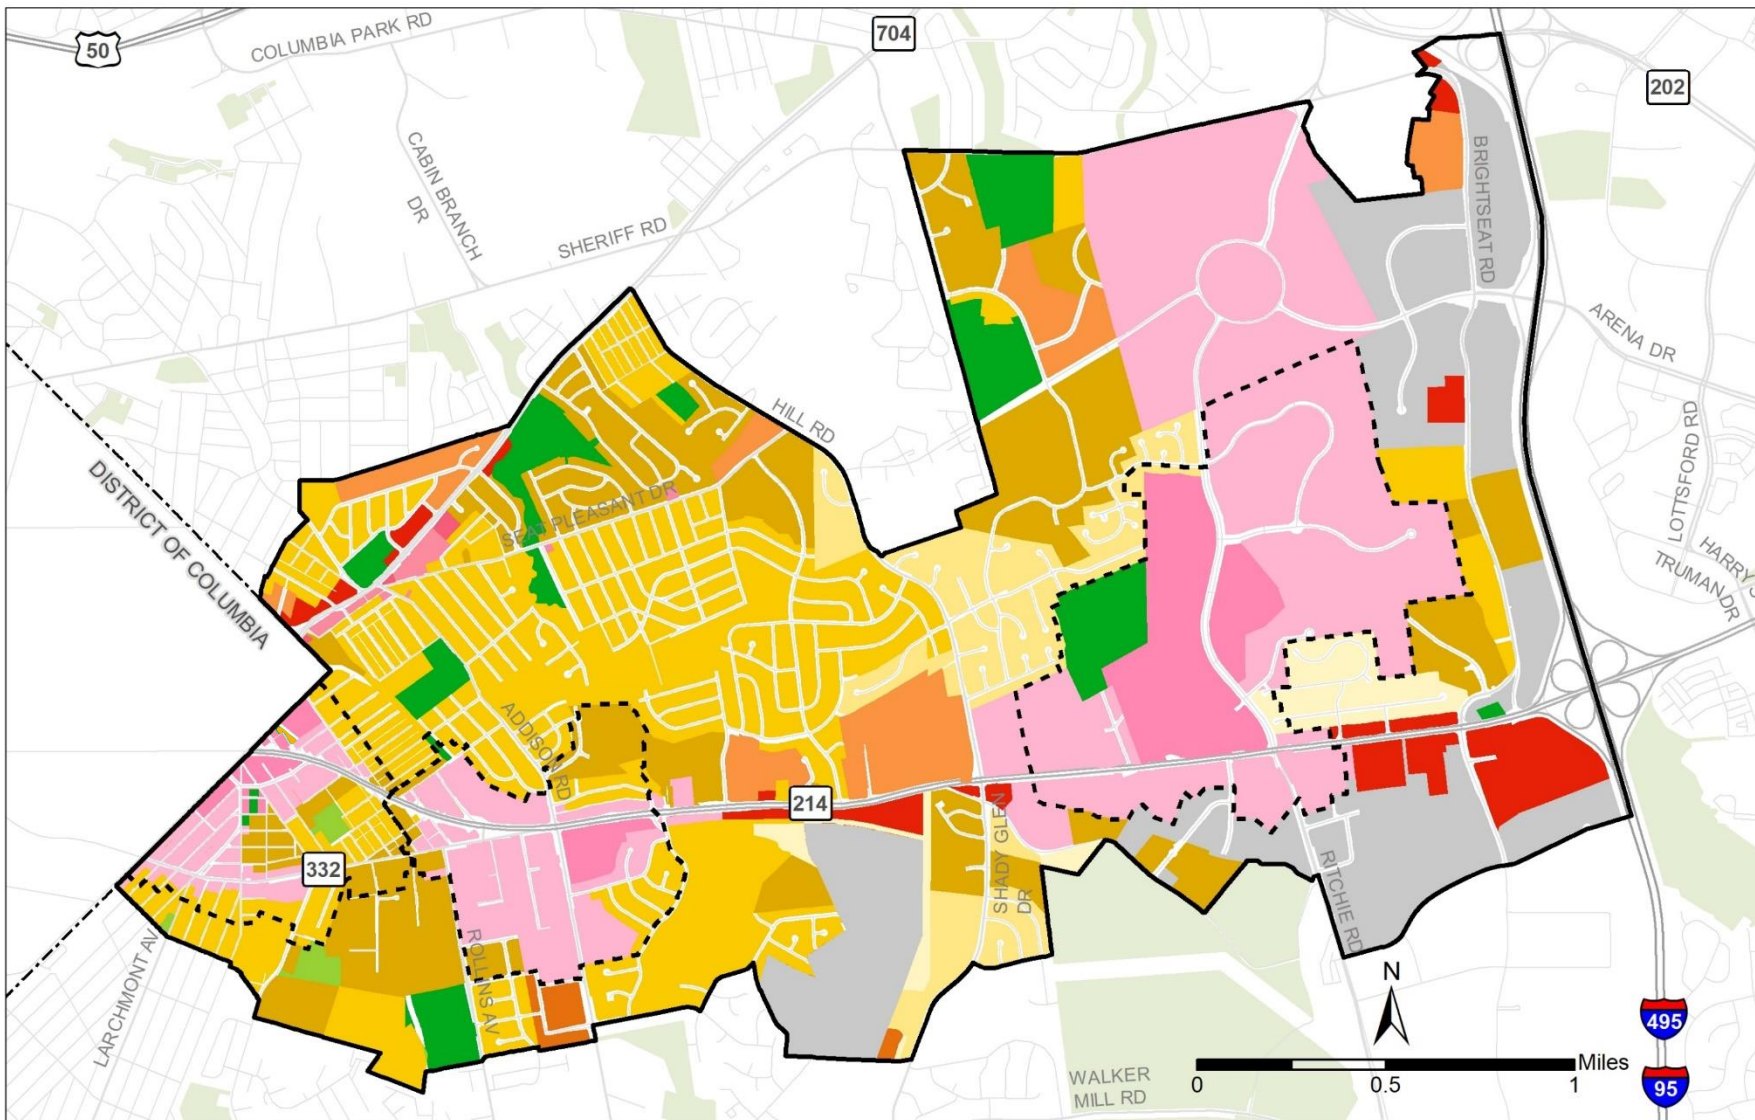 50
COLUMBIA PARK RD
704
202
CABIN BRANCH
DR
SHERIFF RD
BRIGHTSEAT RD
ARENA DR
HILL RD
LOTTSFORD RD
DISTRICT OF COLUMBIA
SEAT PLEASANT DR
HARRY S
TRUMAN DR
ADDISON RD
214
332
SHADY GLEN
DR
RITCHIE RD
LARCHMONT AV
ROLLINS AV
N
495
Miles
0
0.5
1
WALKER
MILL RD
95